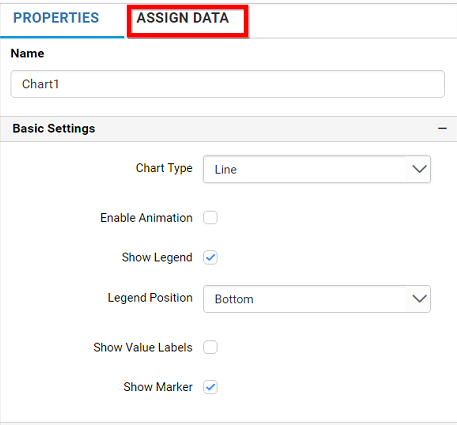 PROPERTIES ASSIGN DATA
Name
Chart1
Basic Settings
Chart Type Line
Enable Animation
Show Legend
Legend Position Bottom
Show Value Labels
Show Marker